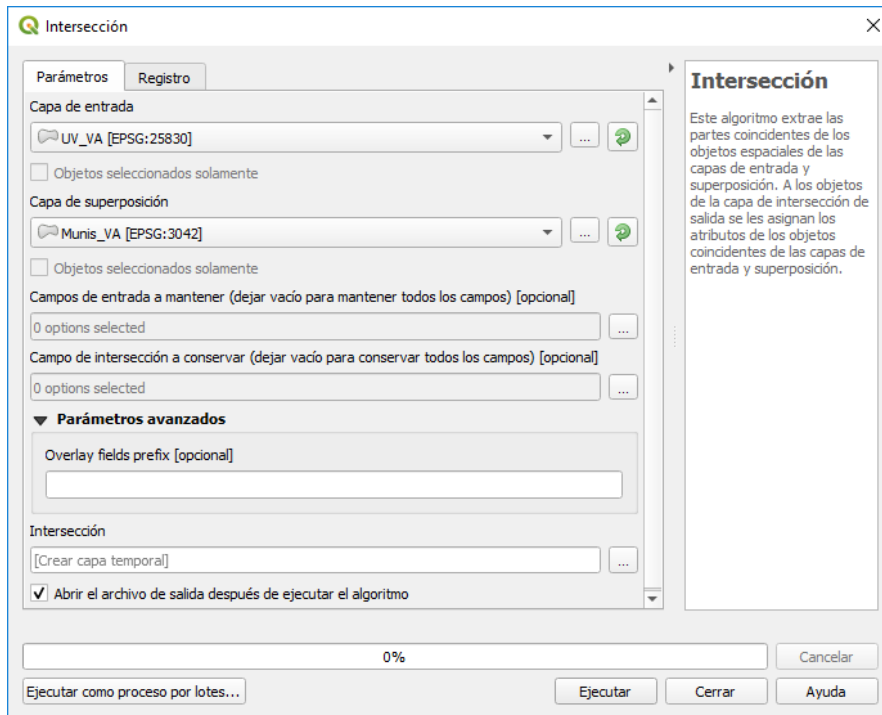 Intersección
Parámetros
Registro
Capa de entrada
UV_VA [EPSG:25830]
...
Objetos seleccionados solamente
Capa de superposición
Munis_VA [EPSG:3042]
...
Objetos seleccionados solamente
Campos de entrada a mantener (dejar vacío para mantener todos los campos) [opcional]
0 options selected
...
Campo de intersección a conservar (dejar vacío para conservar todos los campos) [opcional]
0 options selected
...
Parámetros avanzados
Overlay fields prefix [opcional]
Intersección
[Crear capa temporal]
...
Abrir el archivo de salida después de ejecutar el algoritmo
Intersección
Este algoritmo extrae las
partes coincidentes de los
objetos espaciales de las
capas de entrada y
superposición. A los objetos
de la capa de intersección de
salida se les asignan los
atributos de los objetos
coincidentes de las capas de
entrada y superposición.
0%
Cancelar
Ejecutar como proceso por lotes...
Ejecutar
Cerrar
Ayuda